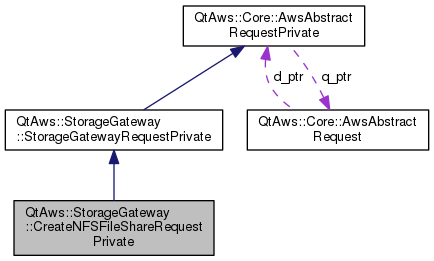 QtAws::Core::AwsAbstract
RequestPrivate
d_ptr
q_ptr
QtAws::StorageGateway
::StorageGatewayRequestPrivate
QtAws::Core::AwsAbstract
Request
QtAws::StorageGateway
::CreateNFSFileShareRequest
Private